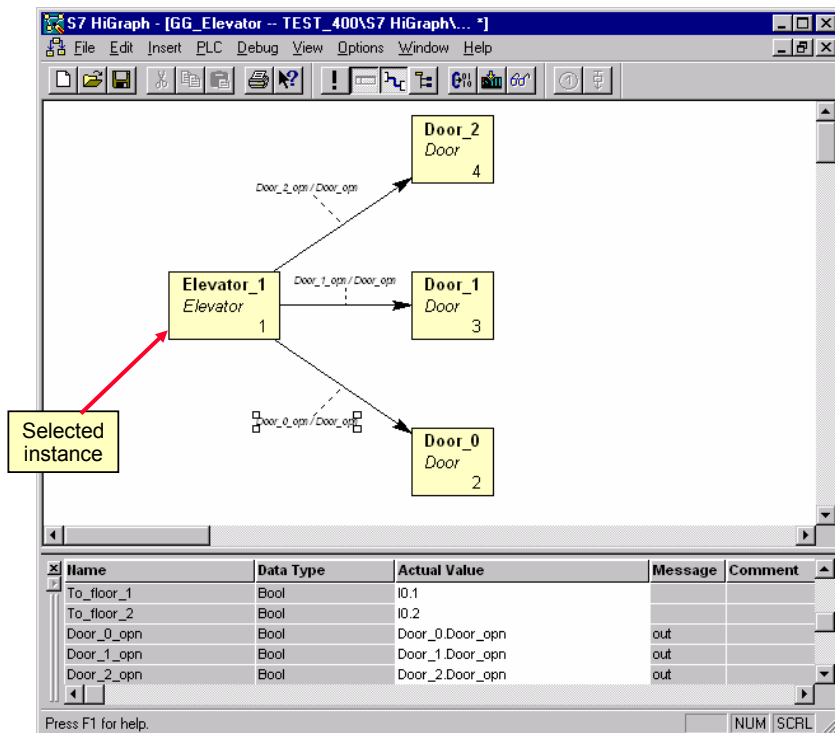 S7 HiGraph - [GG_Elevator -- TEST_400\S7 HiGraph\... *]
File Edit Insert PLC Debug View Options Window Help
Door_2
Door
4
Door_2_opn / Door_opn
Elevator_1
Elevator
1
Door_1_opn / Door_opn
Door_1
Door
3
Selected
instance
Door_0_opn / Door_opn
Door_0
Door
2
Name Data Type Actual Value Message Comment
To_floor_1 Bool I0.1
To_floor_2 Bool I0.2
Door_0_opn Bool Door_0.Door_opn out
Door_1_opn Bool Door_1.Door_opn out
Door_2_opn Bool Door_2.Door_opn out
Press F1 for help. NUM SCRL